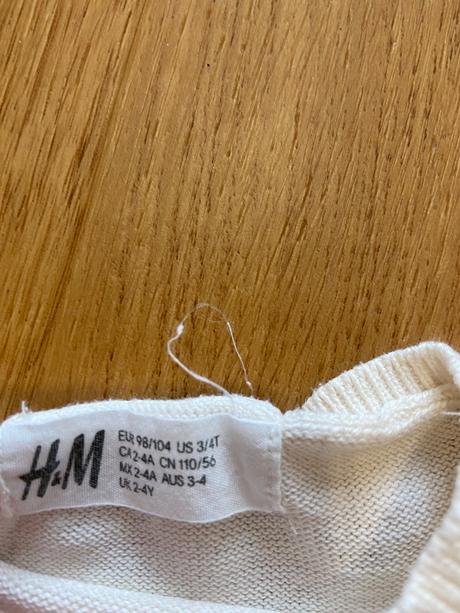 H&M
EUR 98/104 US 3/4T
CA 2-4A CN 110/56
MX 2-4A AUS 3-4
UK 2-4Y